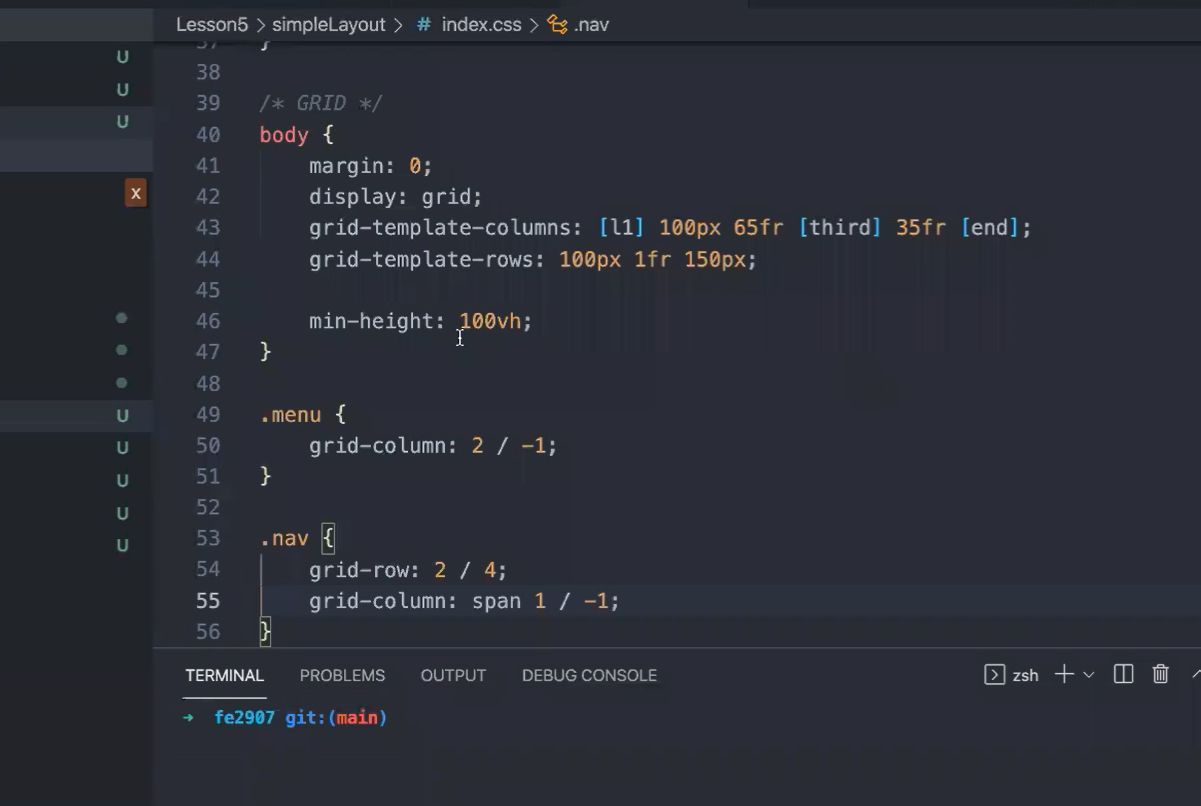 Lesson5 > simpleLayout > # index.css > .nav
37 }
38
39 /* GRID */
40 body {
41 margin: 0;
42 display: grid;
43 grid-template-columns: [l1] 100px 65fr [third] 35fr [end];
44 grid-template-rows: 100px 1fr 150px;
45
46 min-height: 100vh;
47 }
48
49 .menu {
50 grid-column: 2 / -1;
51 }
52
53 .nav {
54 grid-row: 2 / 4;
55 grid-column: span 1 / -1;
56 }
U
U
U
X
U
U
U
U
U
TERMINAL PROBLEMS OUTPUT DEBUG CONSOLE zsh
→ fe2907 git:(main)